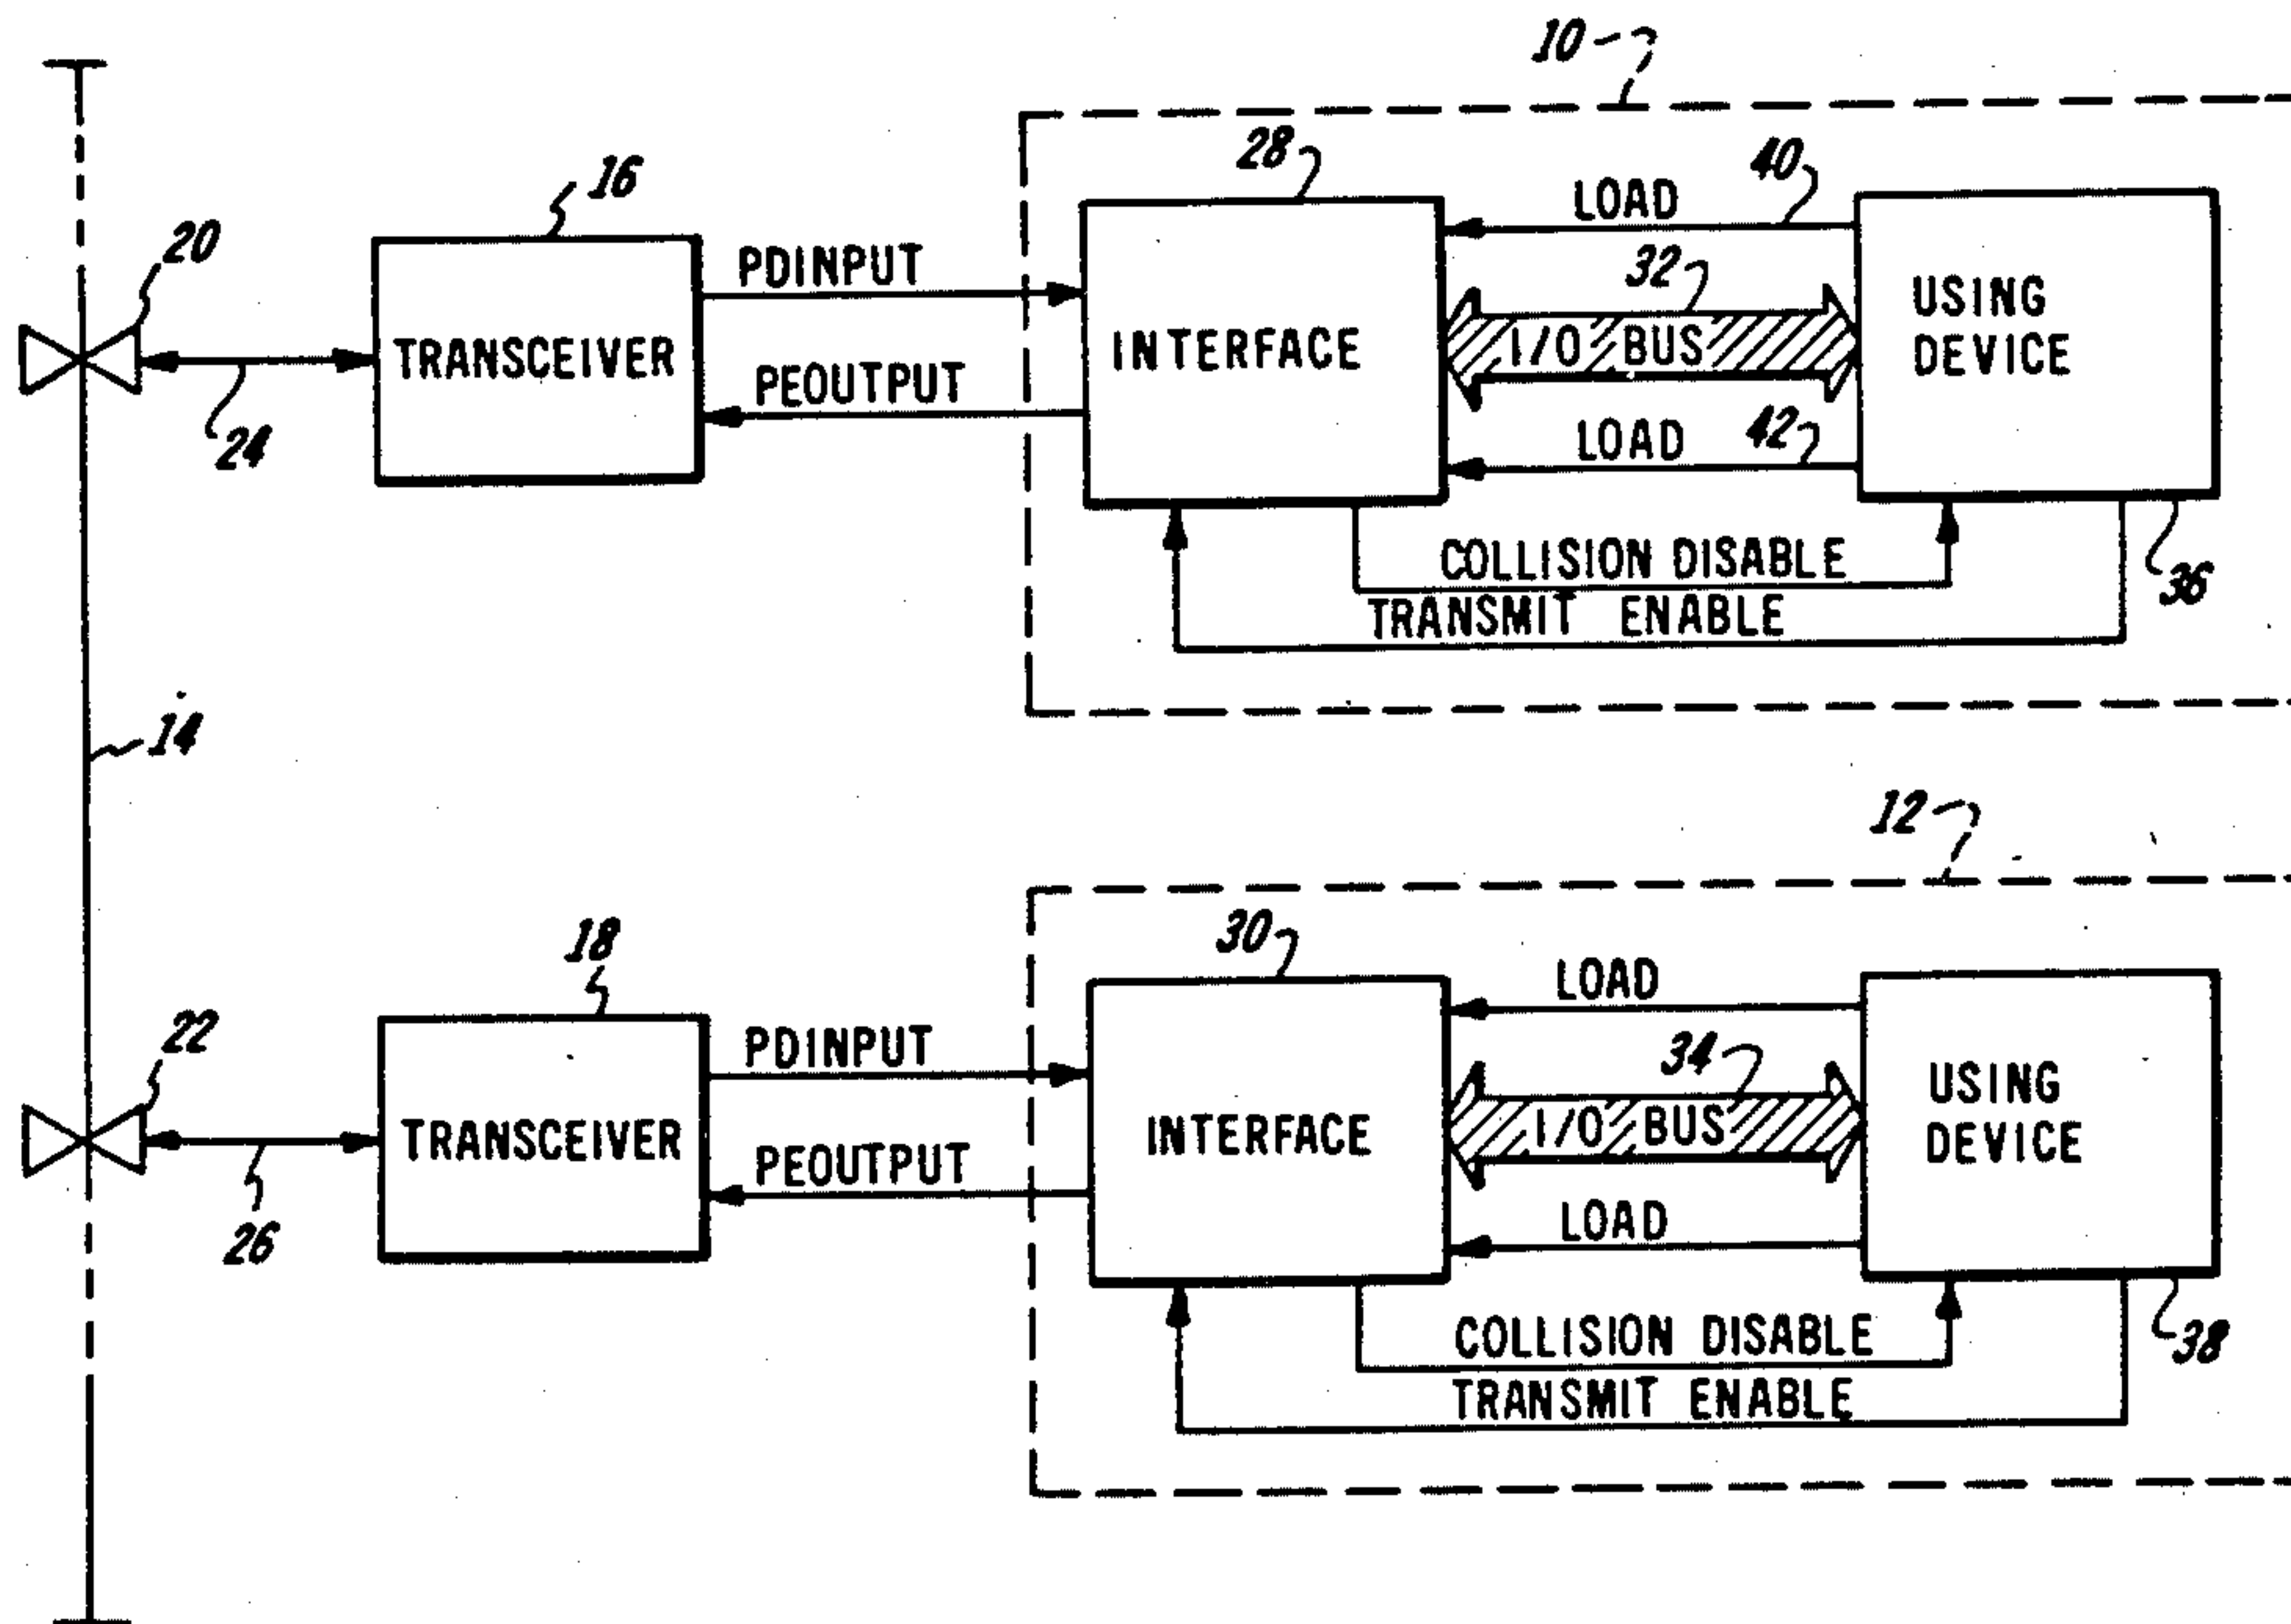 10
28
40
16
LOAD
20
PDINPUT
32
USING
DEVICE
TRANSCEIVER
INTERFACE
I/O BUS
PEOUTPUT
24
LOAD
42
COLLISION DISABLE
36
TRANSMIT ENABLE
14
12
18
30
LOAD
22
PDINPUT
34
USING
DEVICE
TRANSCEIVER
INTERFACE
I/O BUS
PEOUTPUT
26
LOAD
COLLISION DISABLE
38
TRANSMIT ENABLE